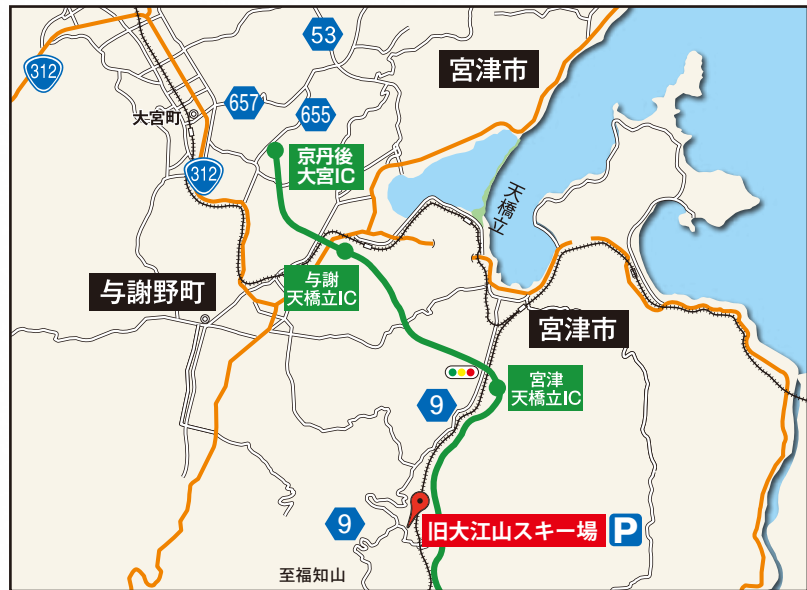 53
宮津市
312
657
655
大宮町
京丹後
大宮IC
312
天橋立
与謝
天橋立IC
与謝野町
宮津市
宮津
天橋立IC
9
旧大江山スキー場 P
9
至福知山